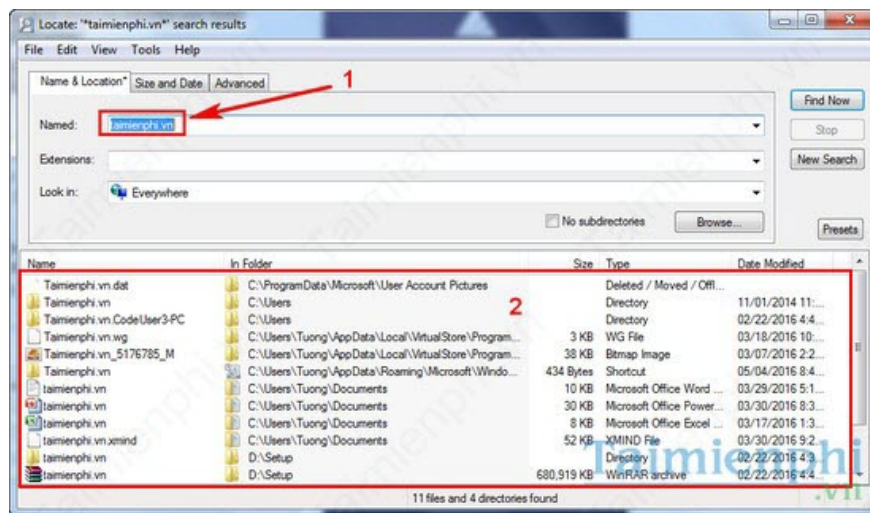 Locate: '*taimienphi.vn*' search results
File Edit View Tools Help
Name & Location* Size and Date Advanced
1
Find Now
Named: taimienphi.vn
Stop
Extensions:
New Search
Look in: Everywhere
No subdirectories Browse...
Presets
Name In Folder Size Type Date Modified
Taimienphi.vn.dat C:\ProgramData\Microsoft\User Account Pictures Deleted / Moved / Offl...
2
Taimienphi.vn C:\Users Directory 11/01/2014 11:...
Taimienphi.vn.CodeUser3-PC C:\Users Directory 02/22/2016 4:4...
Taimienphi.vn.wg C:\Users\Tuong\AppData\Local\VirtualStore\Program... 3 KB WG File 03/18/2016 10:...
Taimienphi.vn_5176785_M C:\Users\Tuong\AppData\Local\VirtualStore\Program... 38 KB Bitmap Image 03/07/2016 2:2...
Taimienphi.vn C:\Users\Tuong\AppData\Roaming\Microsoft\Windo... 434 Bytes Shortcut 05/04/2016 8:4...
taimienphi.vn C:\Users\Tuong\Documents 10 KB Microsoft Office Word ... 03/29/2016 5:1...
taimienphi.vn C:\Users\Tuong\Documents 30 KB Microsoft Office Power... 03/30/2016 8:3...
taimienphi.vn C:\Users\Tuong\Documents 8 KB Microsoft Office Excel ... 03/17/2016 1:3...
taimienphi.vn.xmind C:\Users\Tuong\Documents 52 KB XMIND File 03/30/2016 9:2...
taimienphi.vn D:\Setup Directory 02/22/2016 4:3...
taimienphi.vn D:\Setup 680,919 KB WinRAR archive 02/22/2016 4:4...
Taimienphi
.vn
11 files and 4 directories found